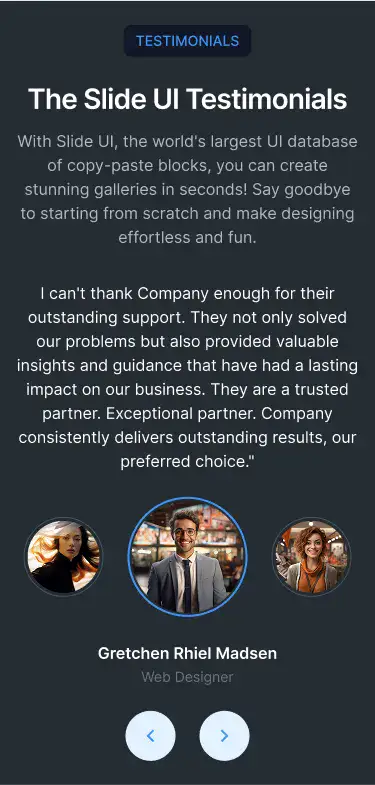 TESTIMONIALS
The Slide UI Testimonials
With Slide UI, the world's largest UI database
of copy-paste blocks, you can create
stunning galleries in seconds! Say goodbye
to starting from scratch and make designing
effortless and fun.
I can't thank Company enough for their
outstanding support. They not only solved
our problems but also provided valuable
insights and guidance that have had a lasting
impact on our business. They are a trusted
partner. Exceptional partner. Company
consistently delivers outstanding results, our
preferred choice."
Gretchen Rhiel Madsen
Web Designer